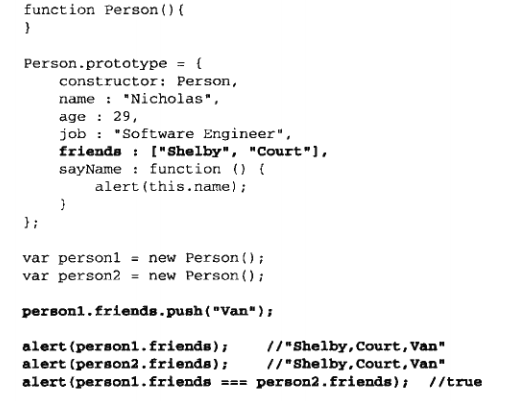 function Person(){
}
Person.prototype = {
    constructor: Person,
    name : "Nicholas",
    age : 29,
    job : "Software Engineer",
    friends : ["Shelby", "Court"],
    sayName : function () {
        alert(this.name);
    }
};
var person1 = new Person();
var person2 = new Person();
person1.friends.push("Van");
alert(person1.friends);    //"Shelby,Court,Van"
alert(person2.friends);    //"Shelby,Court,Van"
alert(person1.friends === person2.friends);  //true